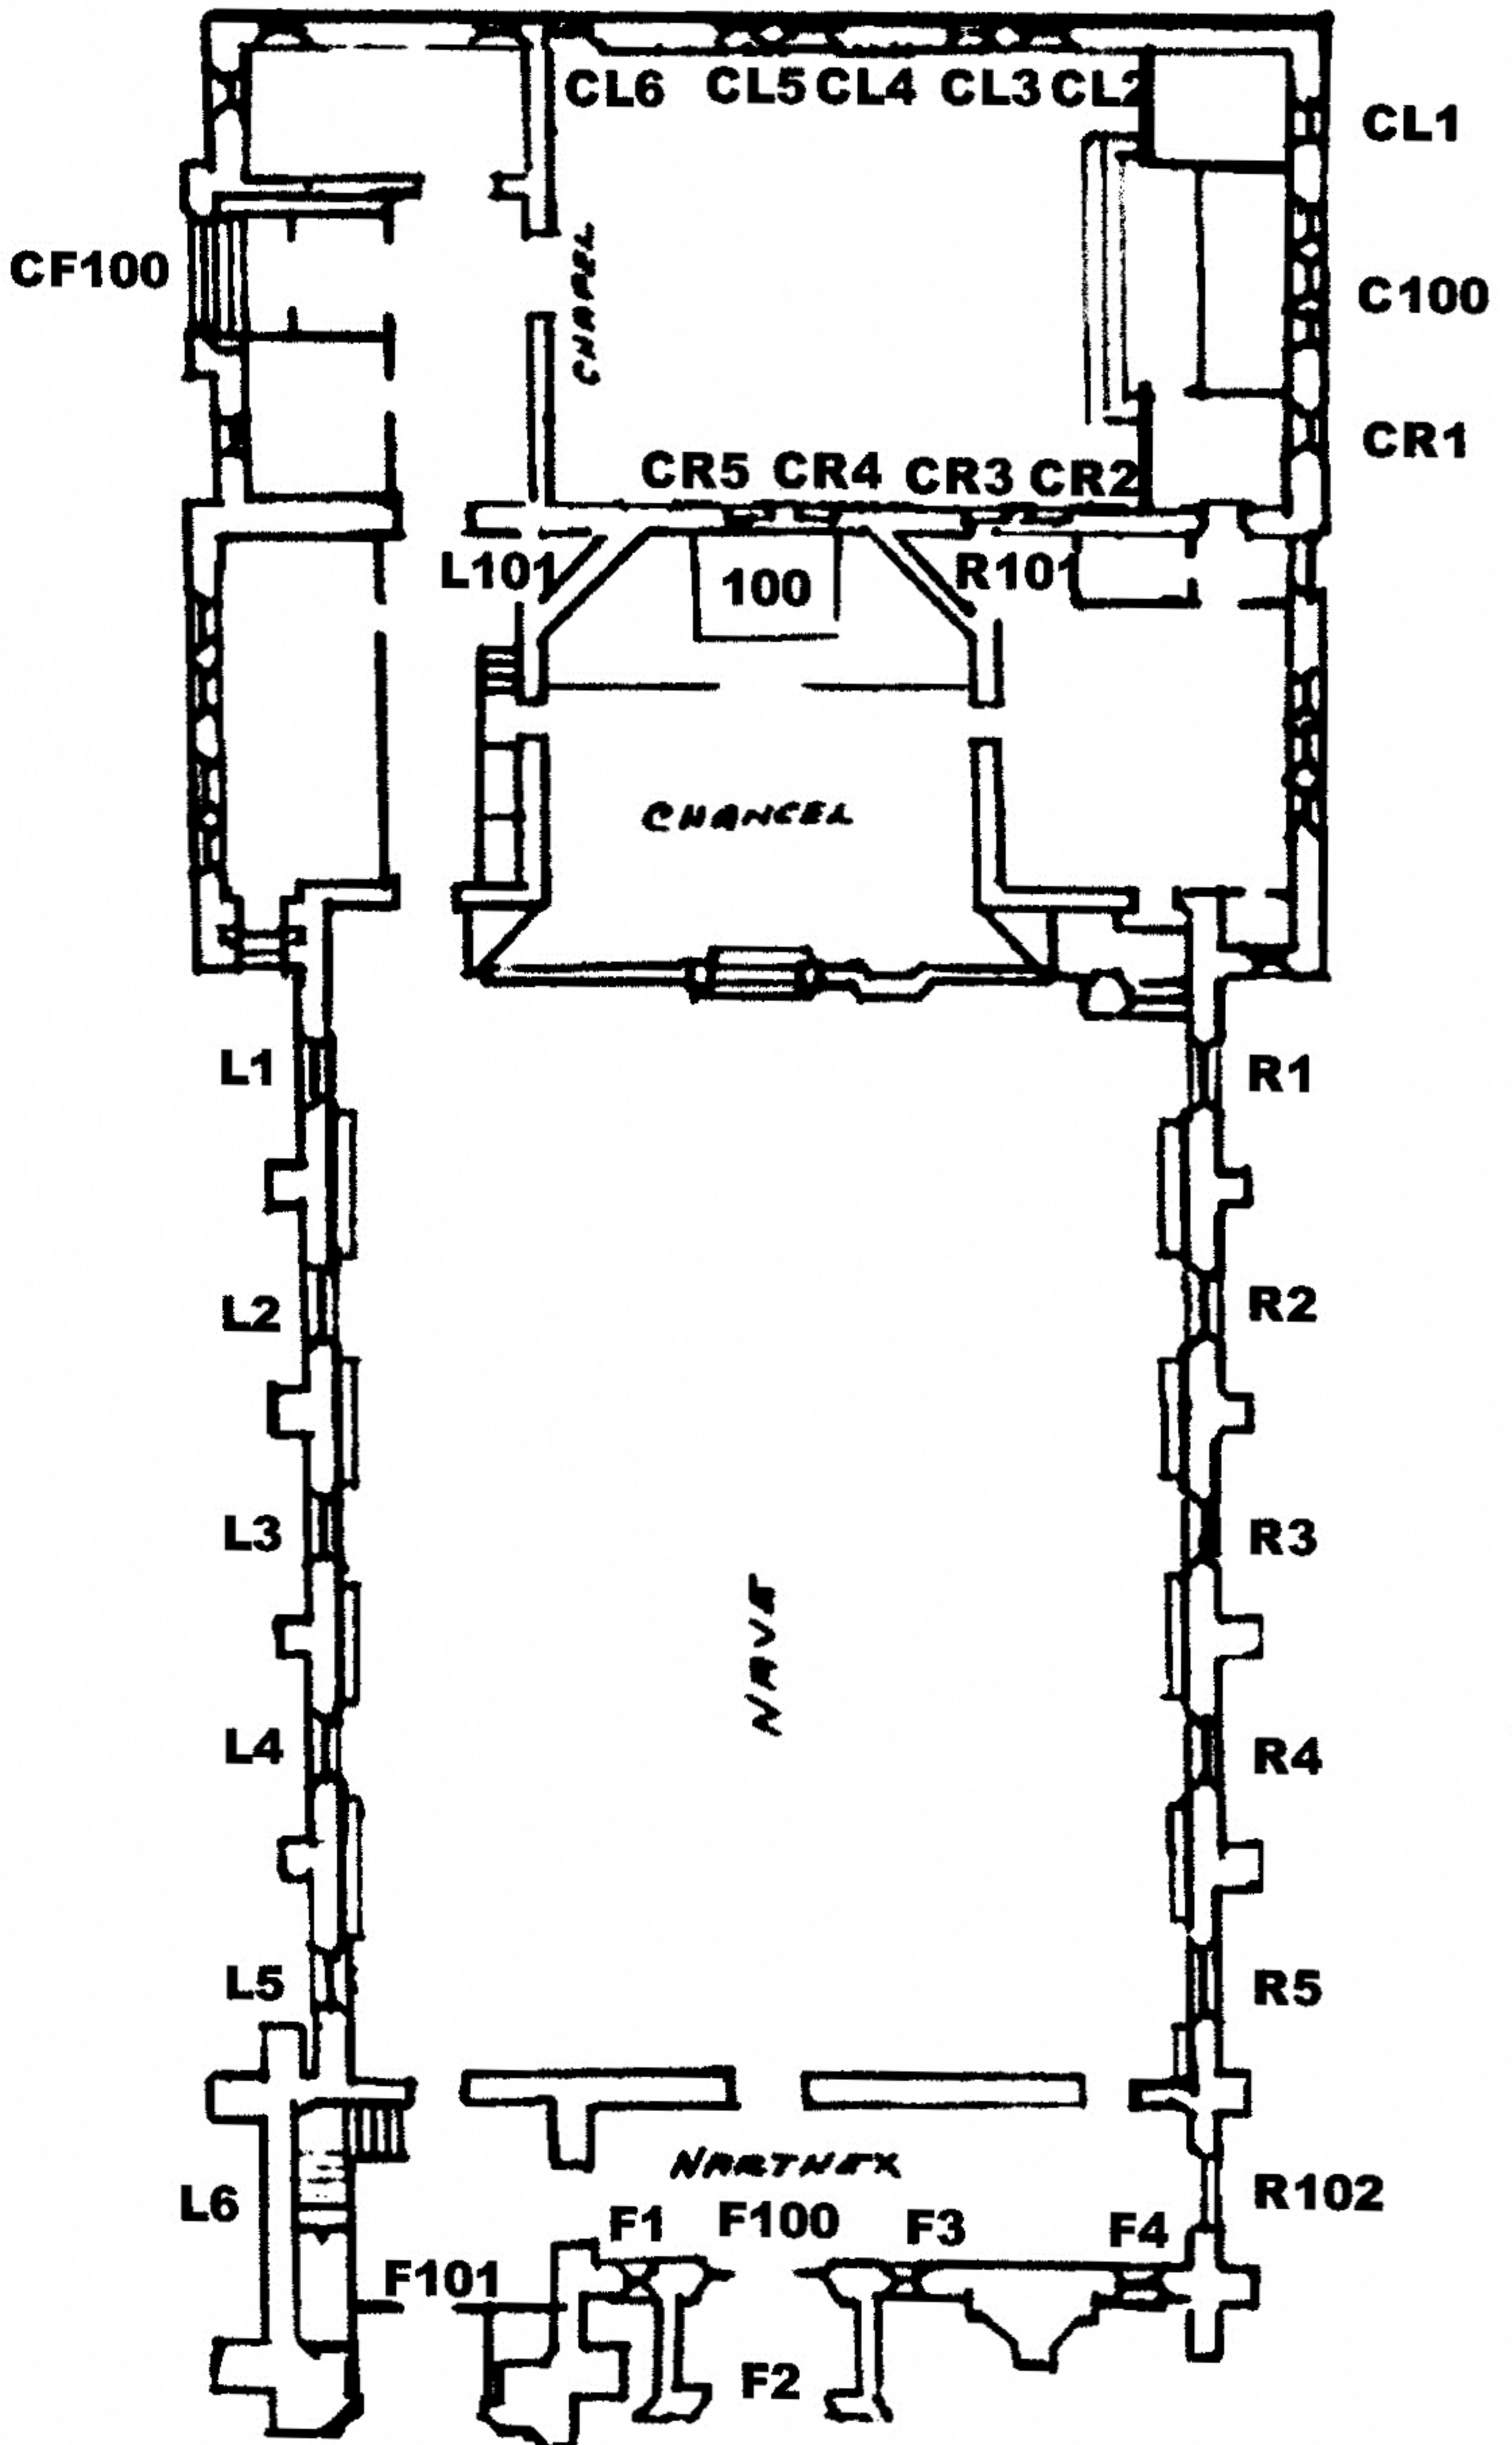 CL6 CL5 CL4 CL3 CL2
CL1
CF100
CHAPEL
C100
CR1
CR5 CR4 CR3 CR2
L101
100
R101
CHANCEL
L1
R1
L2
R2
L3
R3
NAVE
L4
R4
L5
R5
NARTHEX
L6
R102
F1 F100 F3 F4
F101
F2